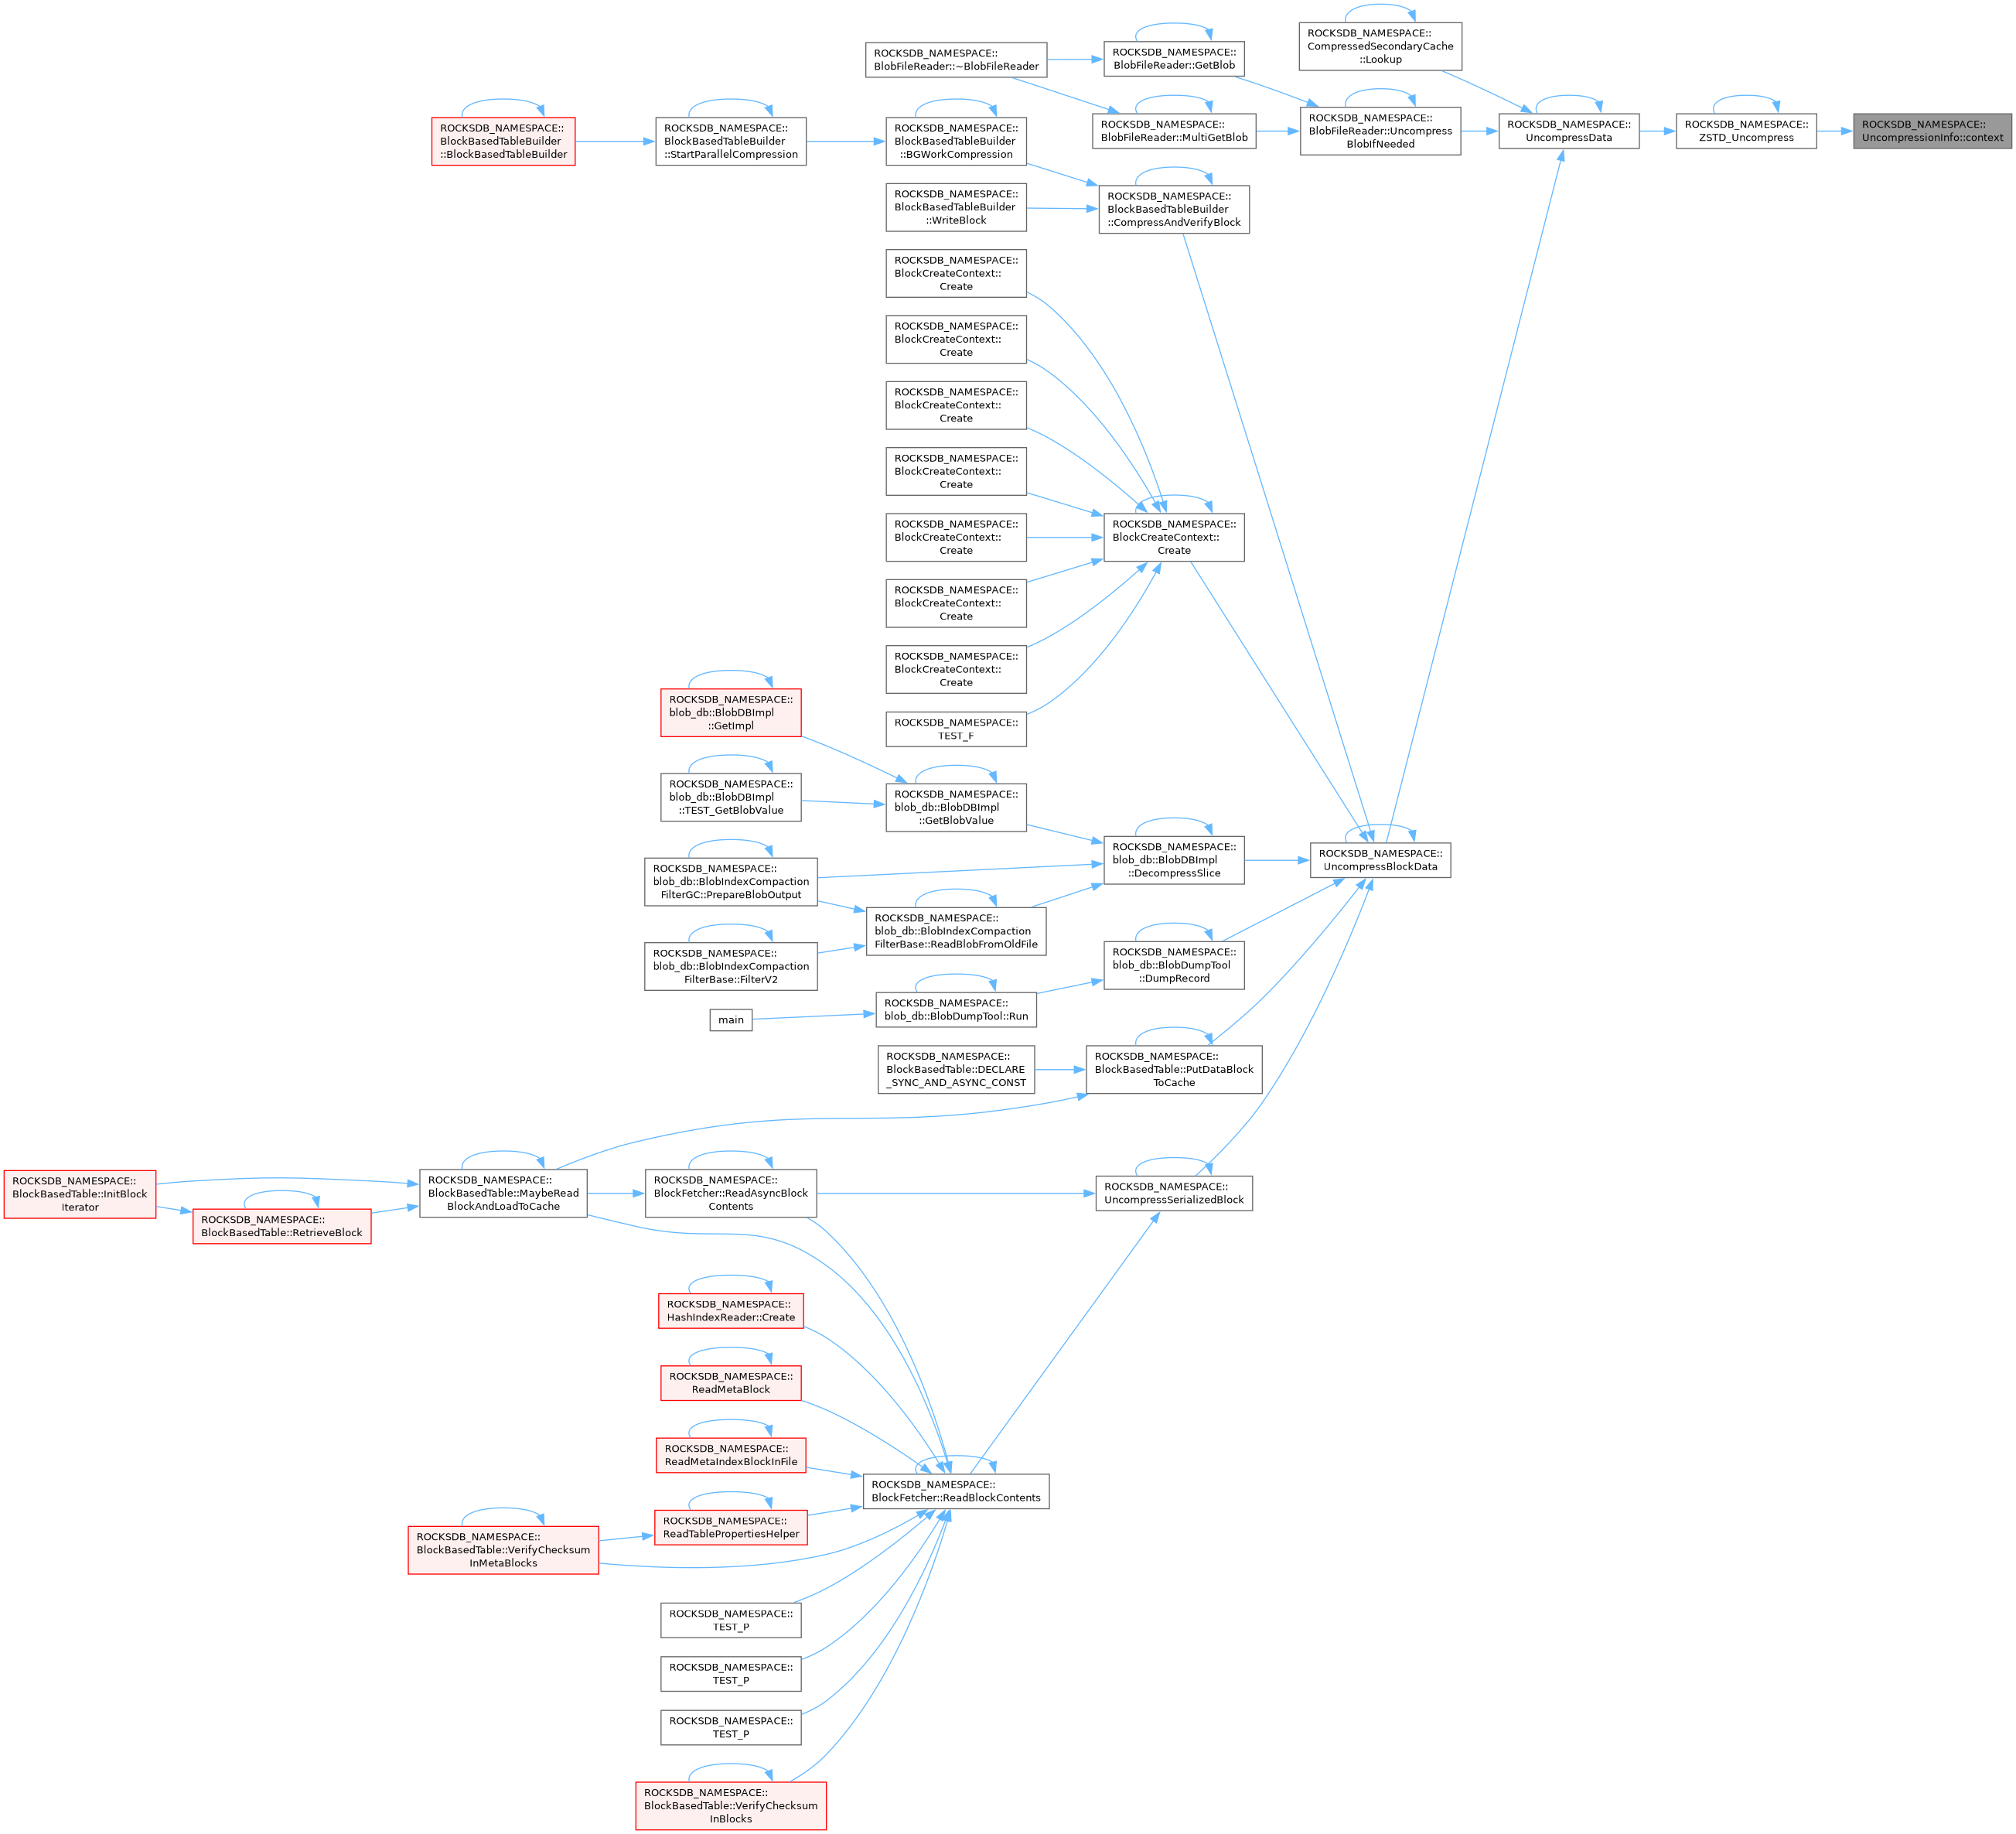 ROCKSDB_NAMESPACE::
CompressedSecondaryCache
::Lookup
ROCKSDB_NAMESPACE::
BlobFileReader::~BlobFileReader
ROCKSDB_NAMESPACE::
BlobFileReader::GetBlob
ROCKSDB_NAMESPACE::
BlockBasedTableBuilder
::BlockBasedTableBuilder
ROCKSDB_NAMESPACE::
BlockBasedTableBuilder
::StartParallelCompression
ROCKSDB_NAMESPACE::
BlockBasedTableBuilder
::BGWorkCompression
ROCKSDB_NAMESPACE::
BlobFileReader::MultiGetBlob
ROCKSDB_NAMESPACE::
BlobFileReader::Uncompress
BlobIfNeeded
ROCKSDB_NAMESPACE::
UncompressData
ROCKSDB_NAMESPACE::
ZSTD_Uncompress
ROCKSDB_NAMESPACE::
UncompressionInfo::context
ROCKSDB_NAMESPACE::
BlockBasedTableBuilder
::WriteBlock
ROCKSDB_NAMESPACE::
BlockBasedTableBuilder
::CompressAndVerifyBlock
ROCKSDB_NAMESPACE::
BlockCreateContext::
Create
ROCKSDB_NAMESPACE::
BlockCreateContext::
Create
ROCKSDB_NAMESPACE::
BlockCreateContext::
Create
ROCKSDB_NAMESPACE::
BlockCreateContext::
Create
ROCKSDB_NAMESPACE::
BlockCreateContext::
Create
ROCKSDB_NAMESPACE::
BlockCreateContext::
Create
ROCKSDB_NAMESPACE::
BlockCreateContext::
Create
ROCKSDB_NAMESPACE::
BlockCreateContext::
Create
ROCKSDB_NAMESPACE::
TEST_F
ROCKSDB_NAMESPACE::
blob_db::BlobDBImpl
::GetImpl
ROCKSDB_NAMESPACE::
blob_db::BlobDBImpl
::TEST_GetBlobValue
ROCKSDB_NAMESPACE::
blob_db::BlobDBImpl
::GetBlobValue
ROCKSDB_NAMESPACE::
blob_db::BlobDBImpl
::DecompressSlice
ROCKSDB_NAMESPACE::
UncompressBlockData
ROCKSDB_NAMESPACE::
blob_db::BlobIndexCompaction
FilterGC::PrepareBlobOutput
ROCKSDB_NAMESPACE::
blob_db::BlobIndexCompaction
FilterBase::ReadBlobFromOldFile
ROCKSDB_NAMESPACE::
blob_db::BlobIndexCompaction
FilterBase::FilterV2
ROCKSDB_NAMESPACE::
blob_db::BlobDumpTool
::DumpRecord
main
ROCKSDB_NAMESPACE::
blob_db::BlobDumpTool::Run
ROCKSDB_NAMESPACE::
BlockBasedTable::DECLARE
_SYNC_AND_ASYNC_CONST
ROCKSDB_NAMESPACE::
BlockBasedTable::PutDataBlock
ToCache
ROCKSDB_NAMESPACE::
BlockBasedTable::InitBlock
Iterator
ROCKSDB_NAMESPACE::
BlockBasedTable::RetrieveBlock
ROCKSDB_NAMESPACE::
BlockBasedTable::MaybeRead
BlockAndLoadToCache
ROCKSDB_NAMESPACE::
BlockFetcher::ReadAsyncBlock
Contents
ROCKSDB_NAMESPACE::
UncompressSerializedBlock
ROCKSDB_NAMESPACE::
HashIndexReader::Create
ROCKSDB_NAMESPACE::
ReadMetaBlock
ROCKSDB_NAMESPACE::
ReadMetaIndexBlockInFile
ROCKSDB_NAMESPACE::
BlockFetcher::ReadBlockContents
ROCKSDB_NAMESPACE::
BlockBasedTable::VerifyChecksum
InMetaBlocks
ROCKSDB_NAMESPACE::
ReadTablePropertiesHelper
ROCKSDB_NAMESPACE::
TEST_P
ROCKSDB_NAMESPACE::
TEST_P
ROCKSDB_NAMESPACE::
TEST_P
ROCKSDB_NAMESPACE::
BlockBasedTable::VerifyChecksum
InBlocks